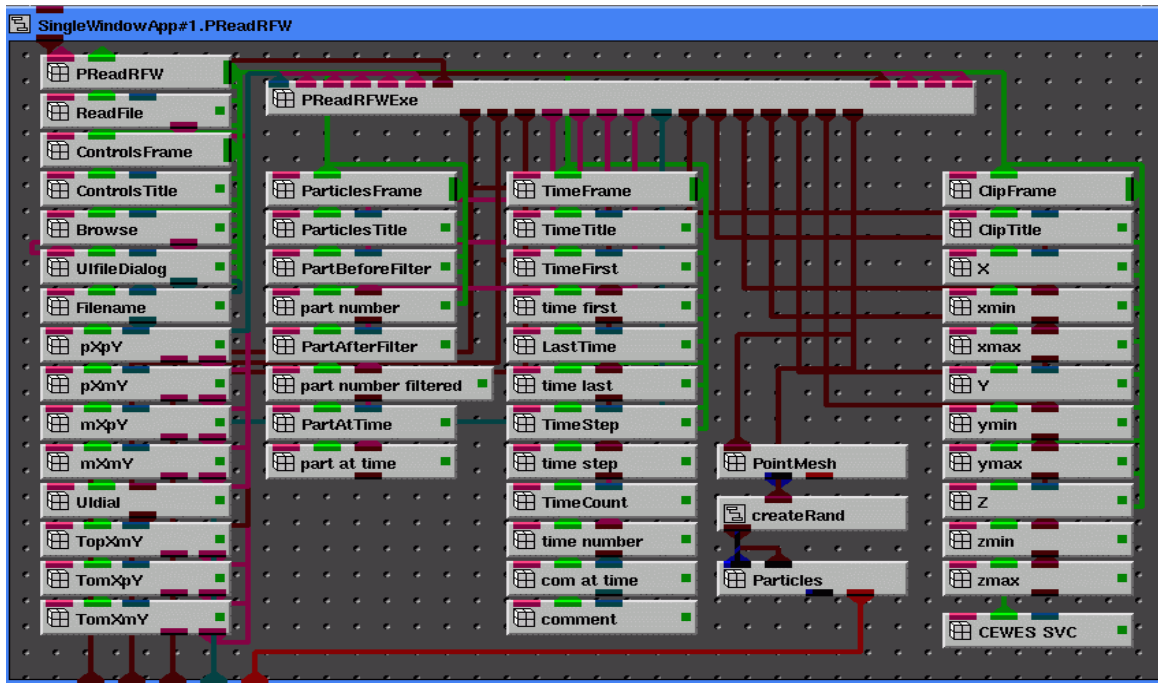 SingleWindowApp#1.PReadRFW
PReadRFW
ReadFile
ControlsFrame
ControlsTitle
Browse
UIfileDialog
Filename
pXpY
pXmY
mXpY
mXmY
UIdial
TopXmY
TomXpY
TomXmY
PReadRFWExe
ParticlesFrame
ParticlesTitle
PartBeforeFilter
part number
PartAfterFilter
part number filtered
PartAtTime
part at time
TimeFrame
TimeTitle
TimeFirst
time first
LastTime
time last
TimeStep
time step
TimeCount
time number
com at time
comment
PointMesh
createRand
Particles
ClipFrame
ClipTitle
X
xmin
xmax
Y
ymin
ymax
Z
zmin
zmax
CEWES SVC